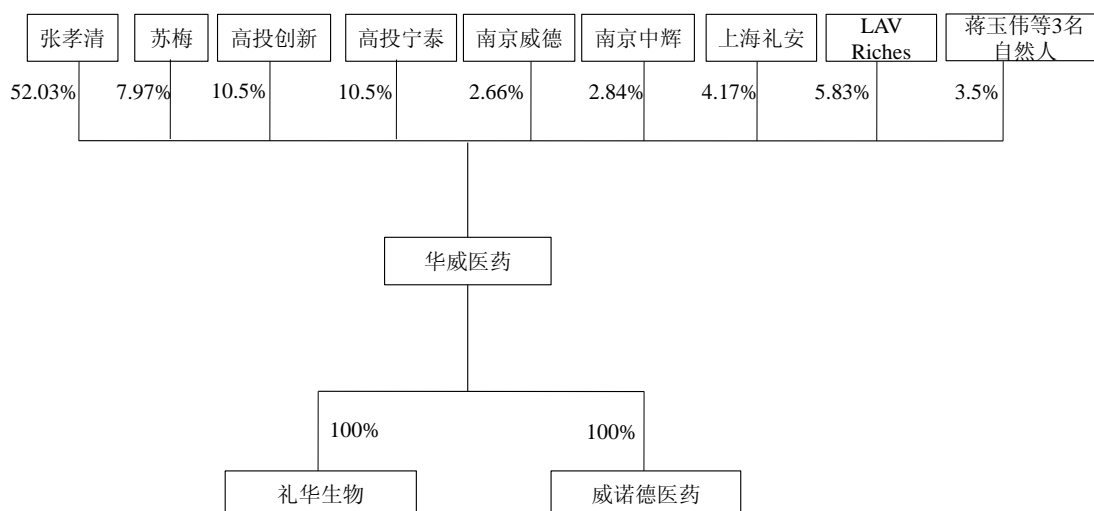 张孝清
苏梅
高投创新
高投宁泰
南京威德
南京中辉
上海礼安
LAV
Riches
蒋玉伟等3名
自然人
52.03%
7.97%
10.5%
10.5%
2.66%
2.84%
4.17%
5.83%
3.5%
华威医药
100%
100%
礼华生物
威诺德医药